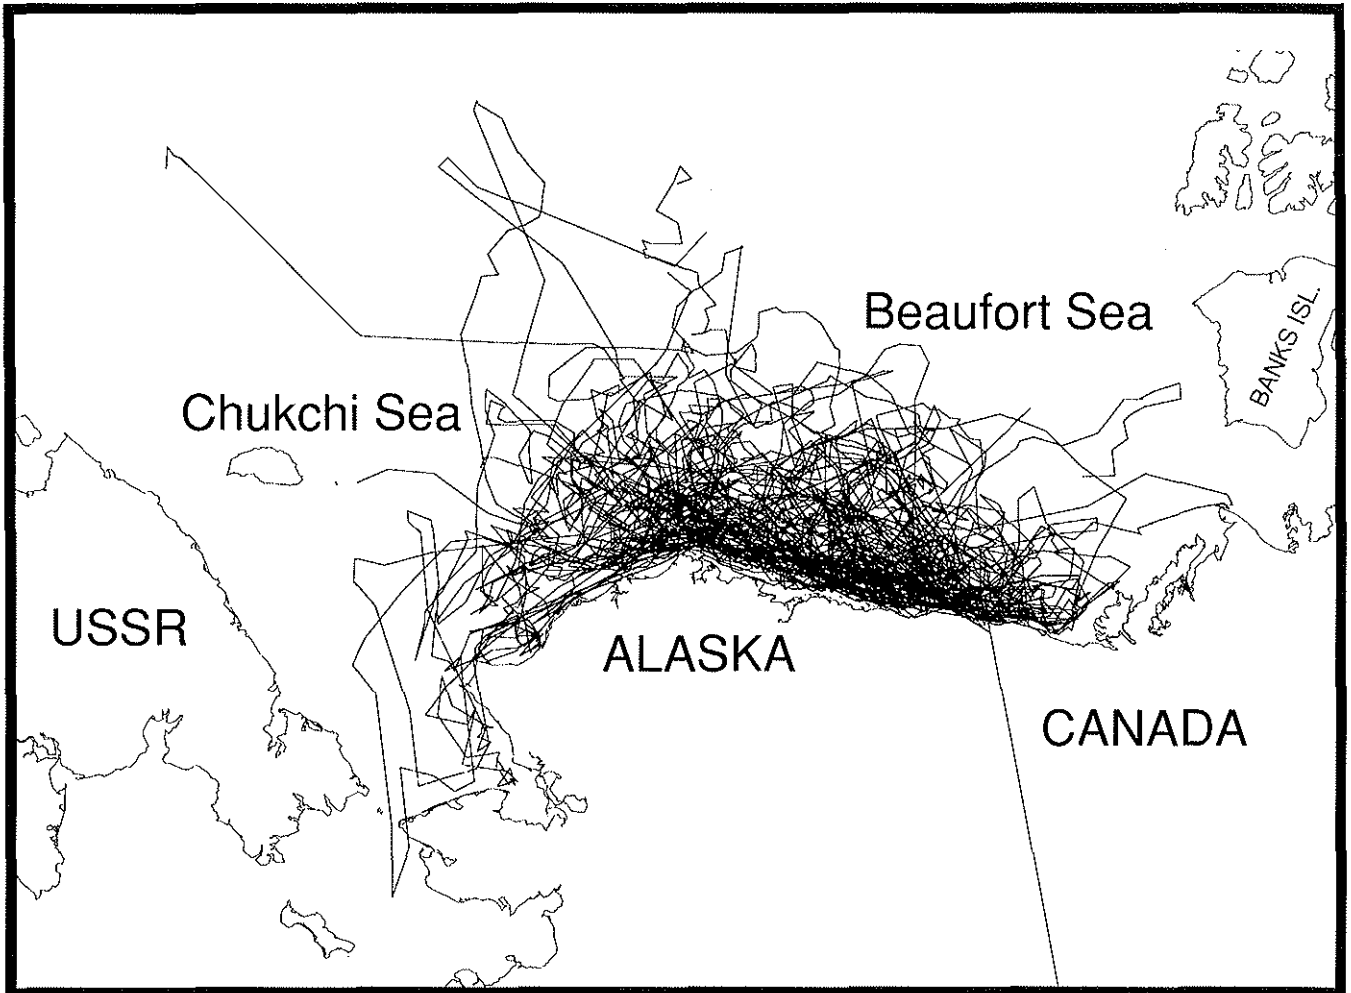 Beaufort Sea
BANKS ISL.
Chukchi Sea
USSR
ALASKA
CANADA